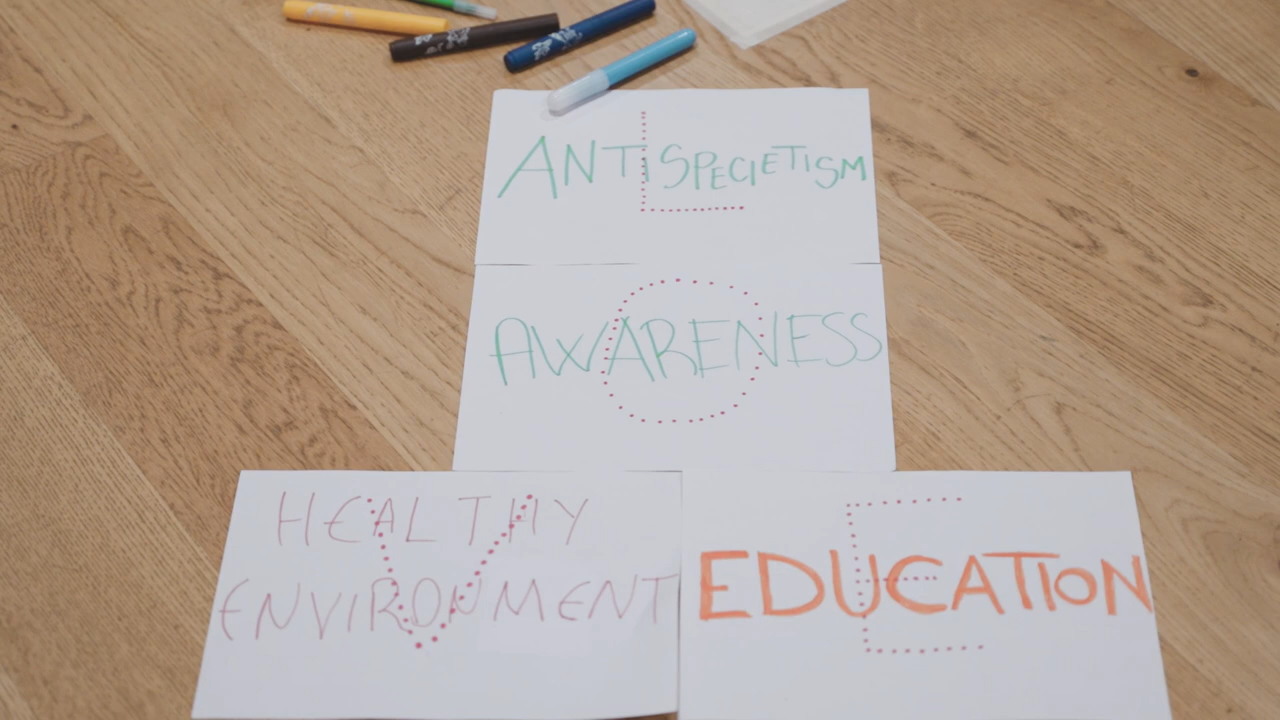 ANTISPECIETISM
L
AWARENESS
O
HEALTHY
ENVIRONMENT
V
EDUCATION
E